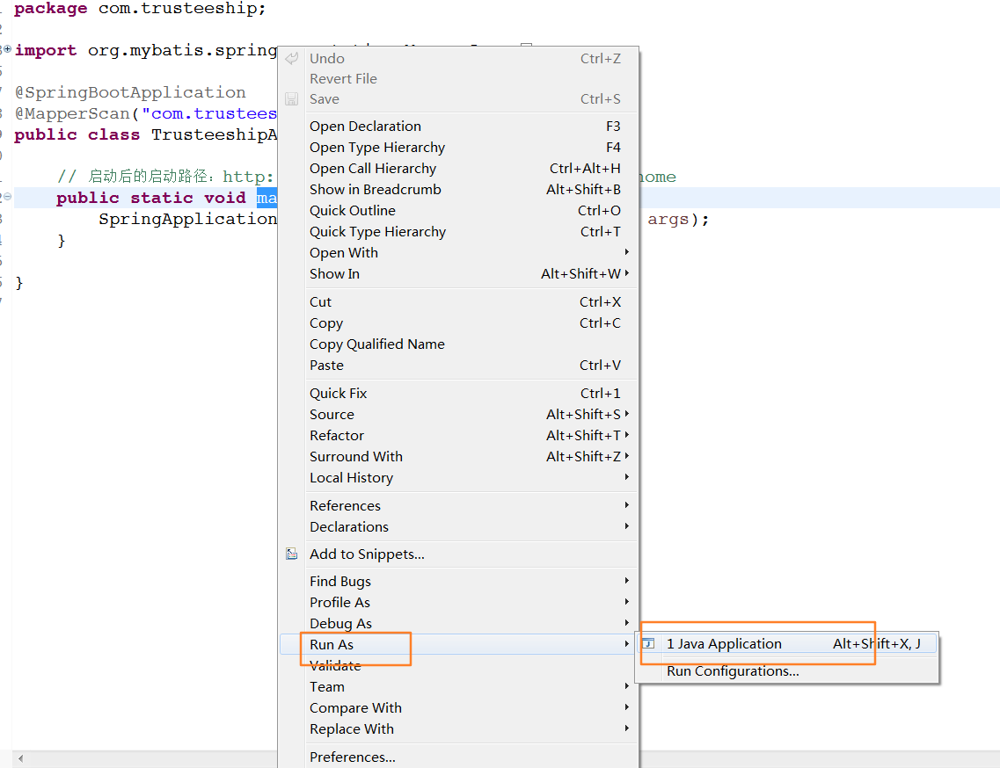 package com.trusteeship;
import org.mybatis.spring
@SpringBootApplication
@MapperScan("com.trustees
public class TrusteeshipA
// 启动后的启动路径：http: home
public static void ma
SpringApplication args);
}
}
Undo Ctrl+Z
Revert File
Save Ctrl+S
Open Declaration F3
Open Type Hierarchy F4
Open Call Hierarchy Ctrl+Alt+H
Show in Breadcrumb Alt+Shift+B
Quick Outline Ctrl+O
Quick Type Hierarchy Ctrl+T
Open With
Show In Alt+Shift+W
Cut Ctrl+X
Copy Ctrl+C
Copy Qualified Name
Paste Ctrl+V
Quick Fix Ctrl+1
Source Alt+Shift+S
Refactor Alt+Shift+T
Surround With Alt+Shift+Z
Local History
References
Declarations
Add to Snippets...
Find Bugs
Profile As
Debug As
Run As
1 Java Application Alt+Shift+X, J
Run Configurations...
Validate
Team
Compare With
Replace With
Preferences...